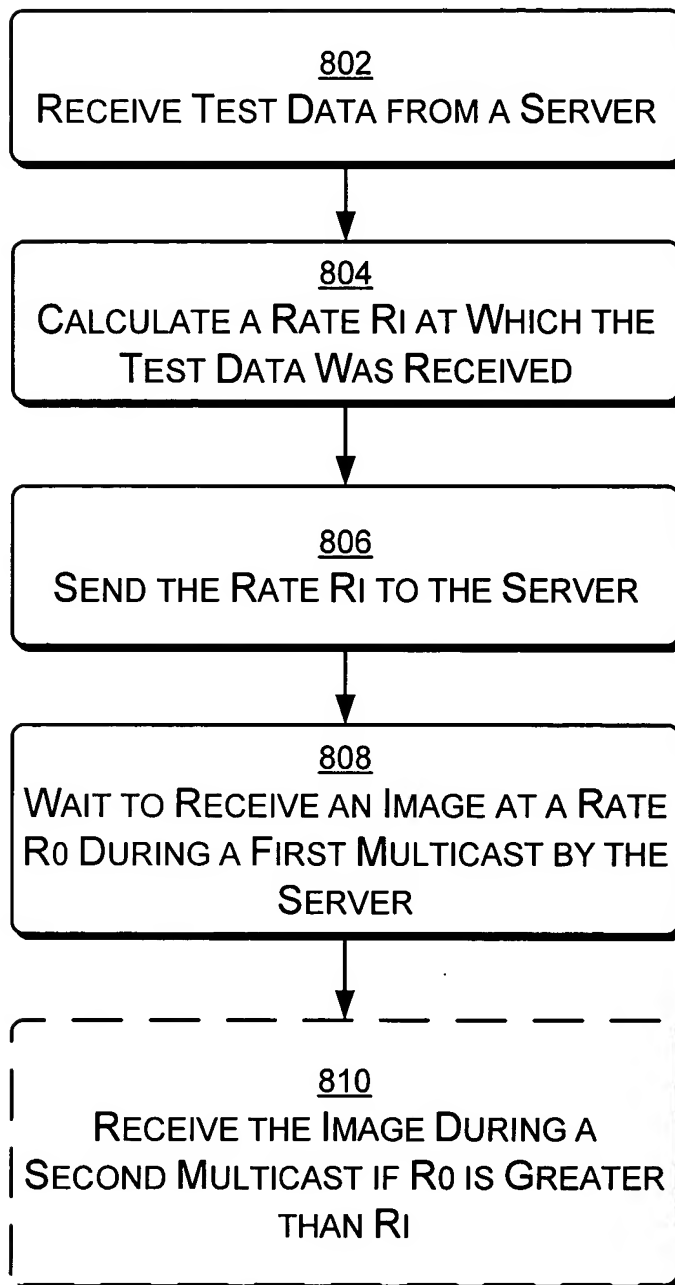 802
RECEIVE TEST DATA FROM A SERVER
804
CALCULATE A RATE RI AT WHICH THE
TEST DATA WAS RECEIVED
806
SEND THE RATE RI TO THE SERVER
808
WAIT TO RECEIVE AN IMAGE AT A RATE
R0 DURING A FIRST MULTICAST BY THE
SERVER
810
RECEIVE THE IMAGE DURING A
SECOND MULTICAST IF R0 IS GREATER
THAN RI